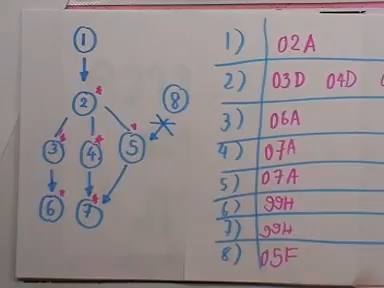 1
2
8
3 4 5
6 7
1) 02A
2) 03D 04D
3) 06A
4) 07A
5) 07A
6) 99H
7) 99H
8) 05F